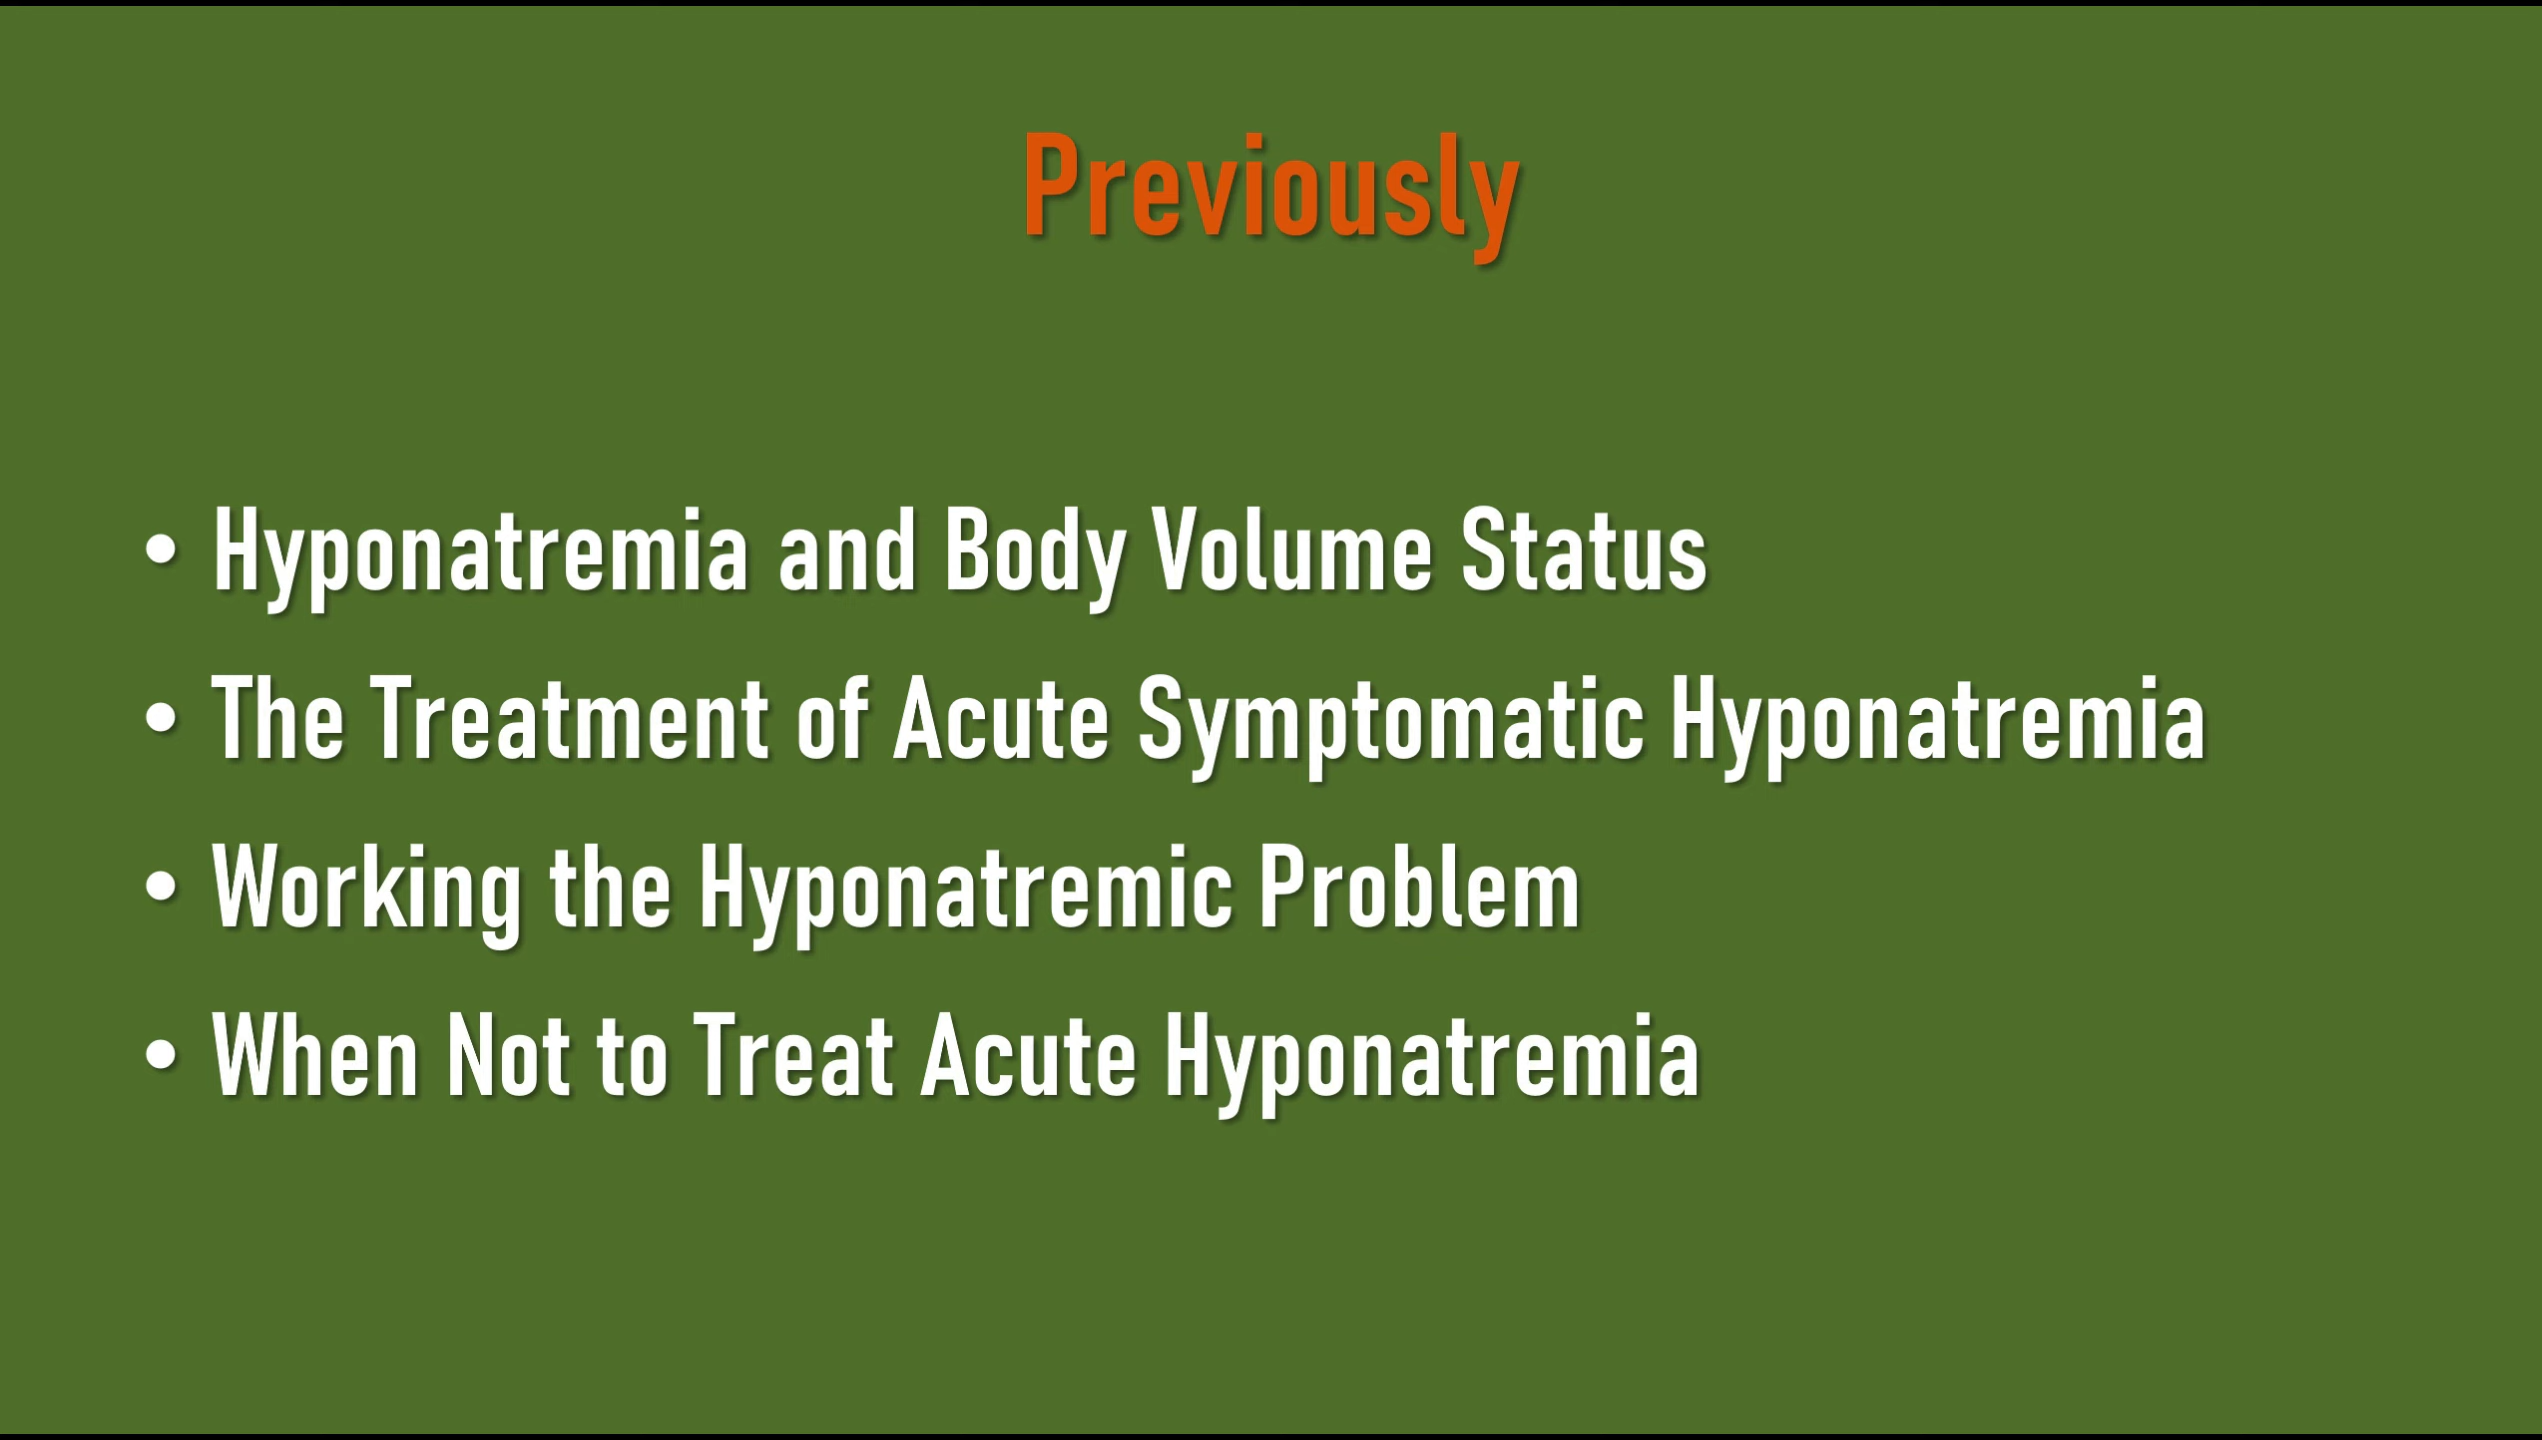 Previously
• Hyponatremia and Body Volume Status
• The Treatment of Acute Symptomatic Hyponatremia
• Working the Hyponatremic Problem
• When Not to Treat Acute Hyponatremia